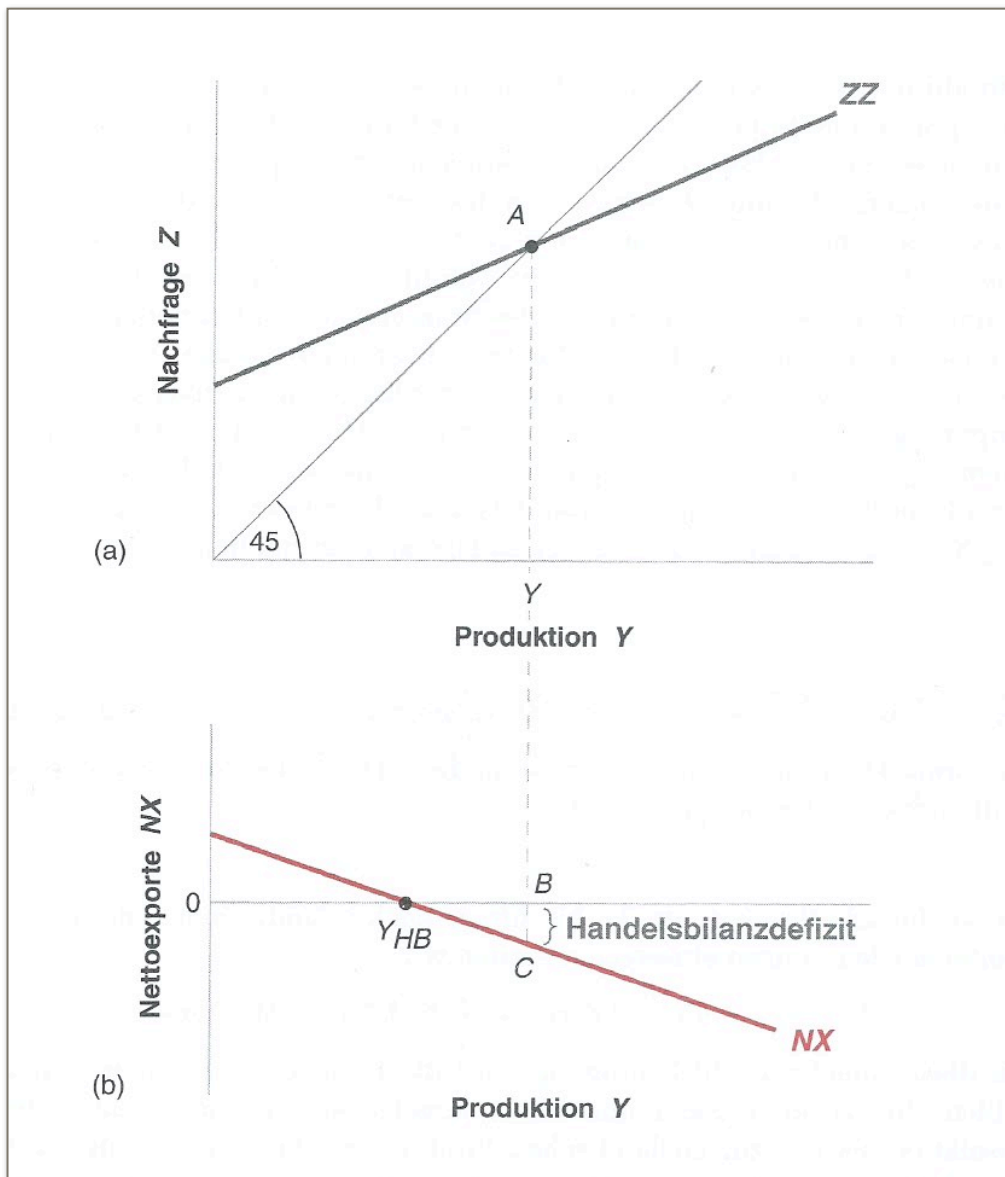 ZZ
A
Nachfrage Z
45
(a)
Y
Produktion Y
Nettoexporte NX
0
B
Y_HB
Handelsbilanzdefizit
C
NX
(b)
Produktion Y